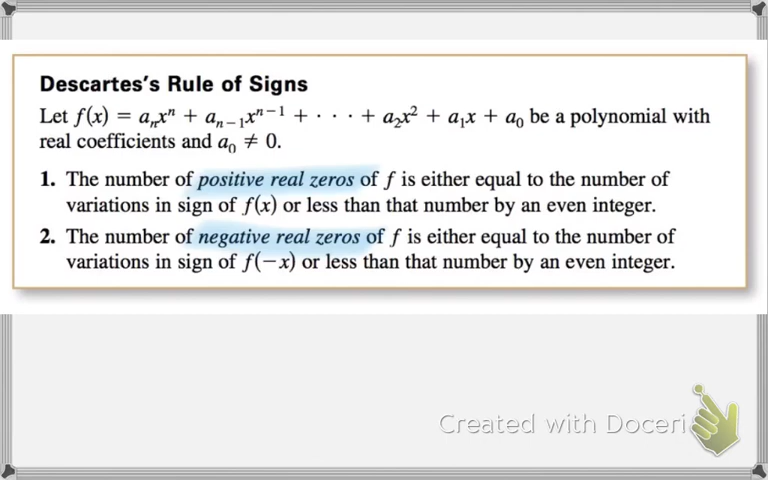 Descartes's Rule of Signs
Let f(x) = aₙxⁿ + aₙ₋₁xⁿ⁻¹ + · · · + a₂x² + a₁x + a₀ be a polynomial with
real coefficients and a₀ ≠ 0.
1. The number of positive real zeros of f is either equal to the number of
variations in sign of f(x) or less than that number by an even integer.
2. The number of negative real zeros of f is either equal to the number of
variations in sign of f(−x) or less than that number by an even integer.
Created with Doceri